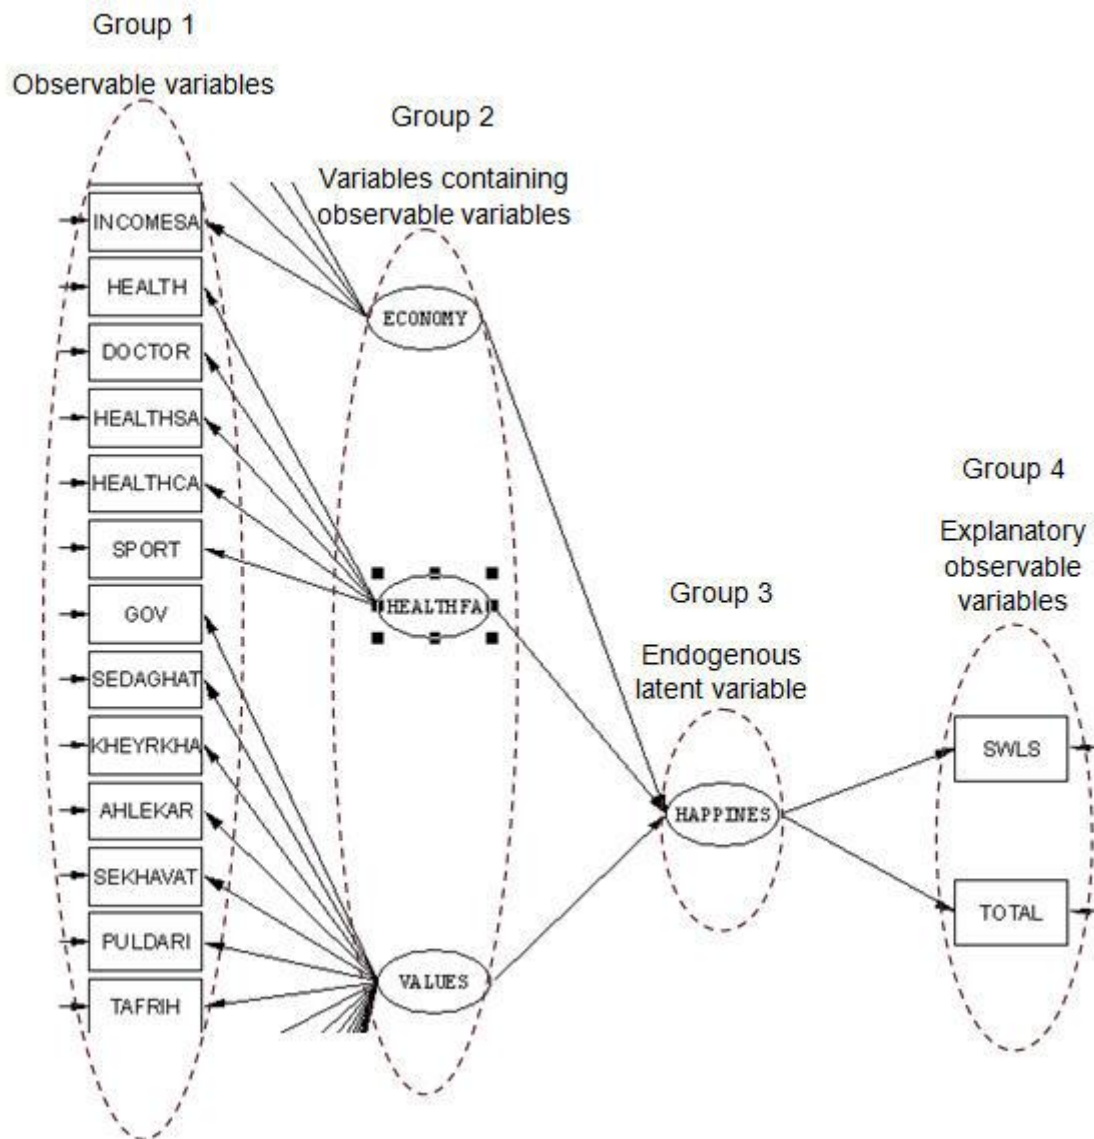 Group 1
Observable variables
INCOMESA
HEALTH
DOCTOR
HEALTHSA
HEALTHCA
SPORT
GOV
SEDAGHAT
KHEYRKHA
AHLEKAR
SEKHAVAT
PULDARI
TAFRIH
Group 2
Variables containing
observable variables
ECONOMY
HEALTHFA
VALUES
Group 3
Endogenous
latent variable
HAPPINES
Group 4
Explanatory
observable
variables
SWLS
TOTAL